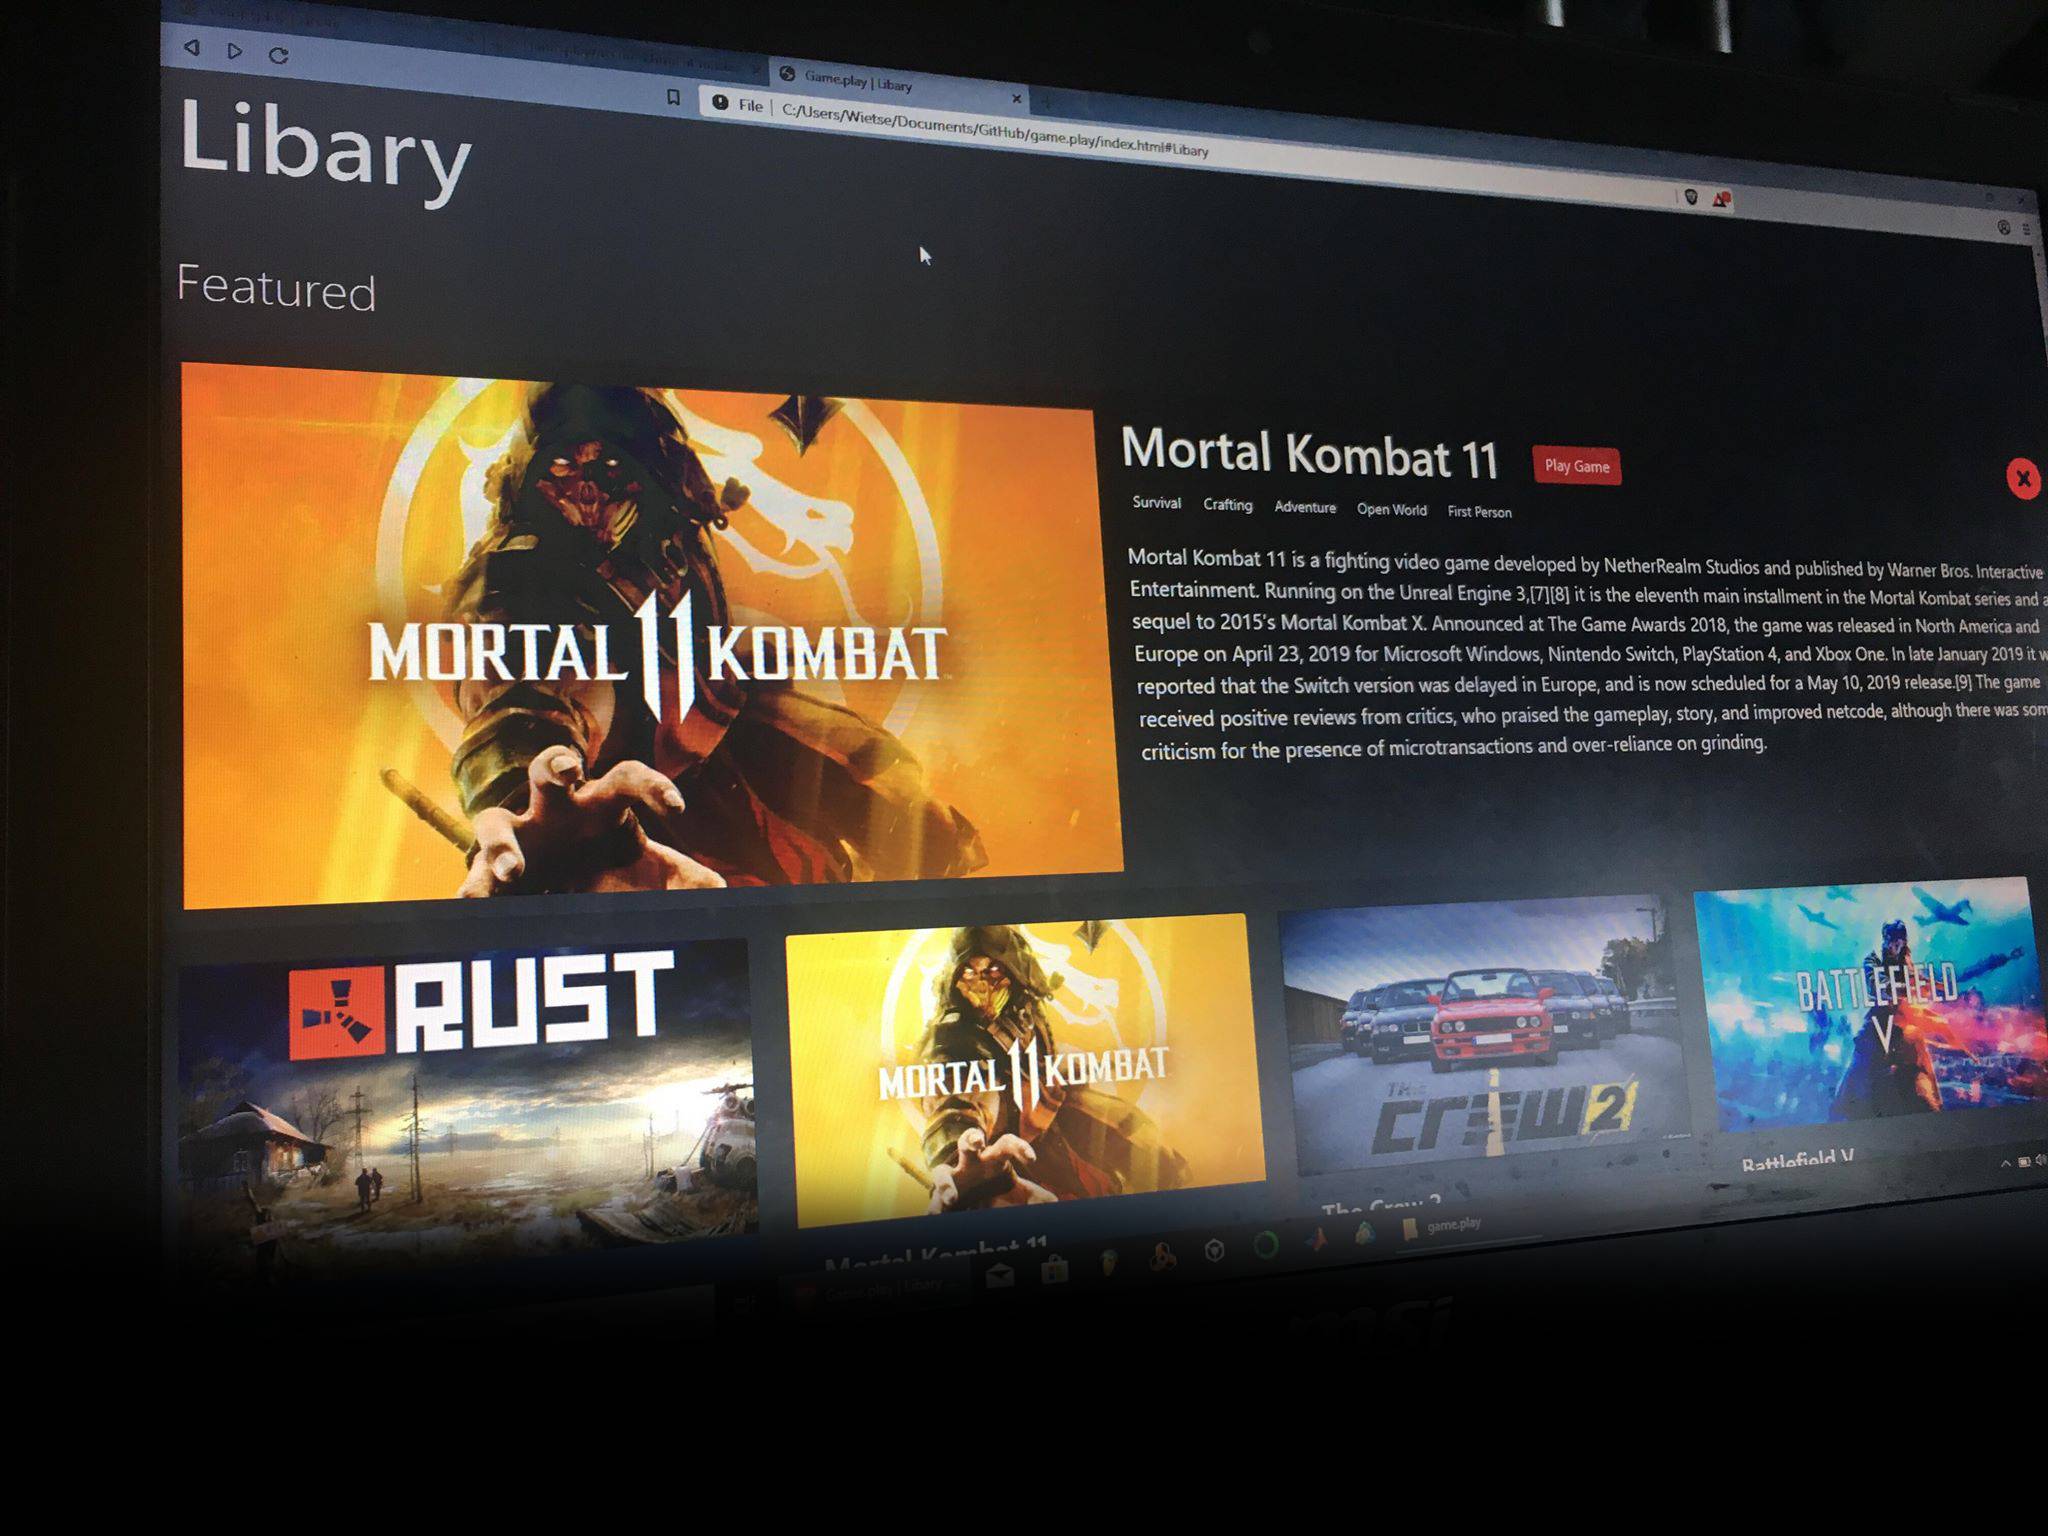 Game.play | Libary
File | C:/Users/Wietse/Documents/GitHub/game.play/index.html#Libary
Libary
Featured
MORTAL 11 KOMBAT
Mortal Kombat 11
Play Game
Survival Crafting Adventure Open World First Person
Mortal Kombat 11 is a fighting video game developed by NetherRealm Studios and published by Warner Bros. Interactive
Entertainment. Running on the Unreal Engine 3,[7][8] it is the eleventh main installment in the Mortal Kombat series and a
sequel to 2015's Mortal Kombat X. Announced at The Game Awards 2018, the game was released in North America and
Europe on April 23, 2019 for Microsoft Windows, Nintendo Switch, PlayStation 4, and Xbox One. In late January 2019 it w
reported that the Switch version was delayed in Europe, and is now scheduled for a May 10, 2019 release.[9] The game
received positive reviews from critics, who praised the gameplay, story, and improved netcode, although there was som
criticism for the presence of microtransactions and over-reliance on grinding.
RUST
MORTAL 11 KOMBAT
THE CREW 2
BATTLEFIELD V
Mortal Kombat 11
The Crew 2
Battlefield V
Game.play | Libary
game.play
msi